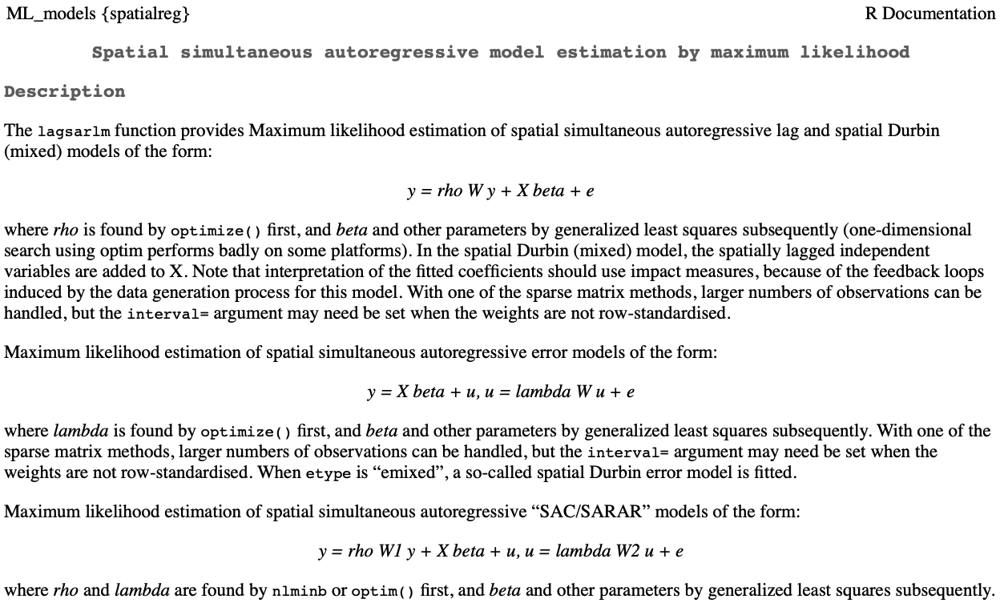 ML_models {spatialreg}
R Documentation
Spatial simultaneous autoregressive model estimation by maximum likelihood
Description
The lagsarlm function provides Maximum likelihood estimation of spatial simultaneous autoregressive lag and spatial Durbin
(mixed) models of the form:
y = rho W y + X beta + e
where rho is found by optimize() first, and beta and other parameters by generalized least squares subsequently (one-dimensional
search using optim performs badly on some platforms). In the spatial Durbin (mixed) model, the spatially lagged independent
variables are added to X. Note that interpretation of the fitted coefficients should use impact measures, because of the feedback loops
induced by the data generation process for this model. With one of the sparse matrix methods, larger numbers of observations can be
handled, but the interval= argument may need be set when the weights are not row-standardised.
Maximum likelihood estimation of spatial simultaneous autoregressive error models of the form:
y = X beta + u, u = lambda W u + e
where lambda is found by optimize() first, and beta and other parameters by generalized least squares subsequently. With one of the
sparse matrix methods, larger numbers of observations can be handled, but the interval= argument may need be set when the
weights are not row-standardised. When etype is “emixed”, a so-called spatial Durbin error model is fitted.
Maximum likelihood estimation of spatial simultaneous autoregressive “SAC/SARAR” models of the form:
y = rho W1 y + X beta + u, u = lambda W2 u + e
where rho and lambda are found by nlminb or optim() first, and beta and other parameters by generalized least squares subsequently.